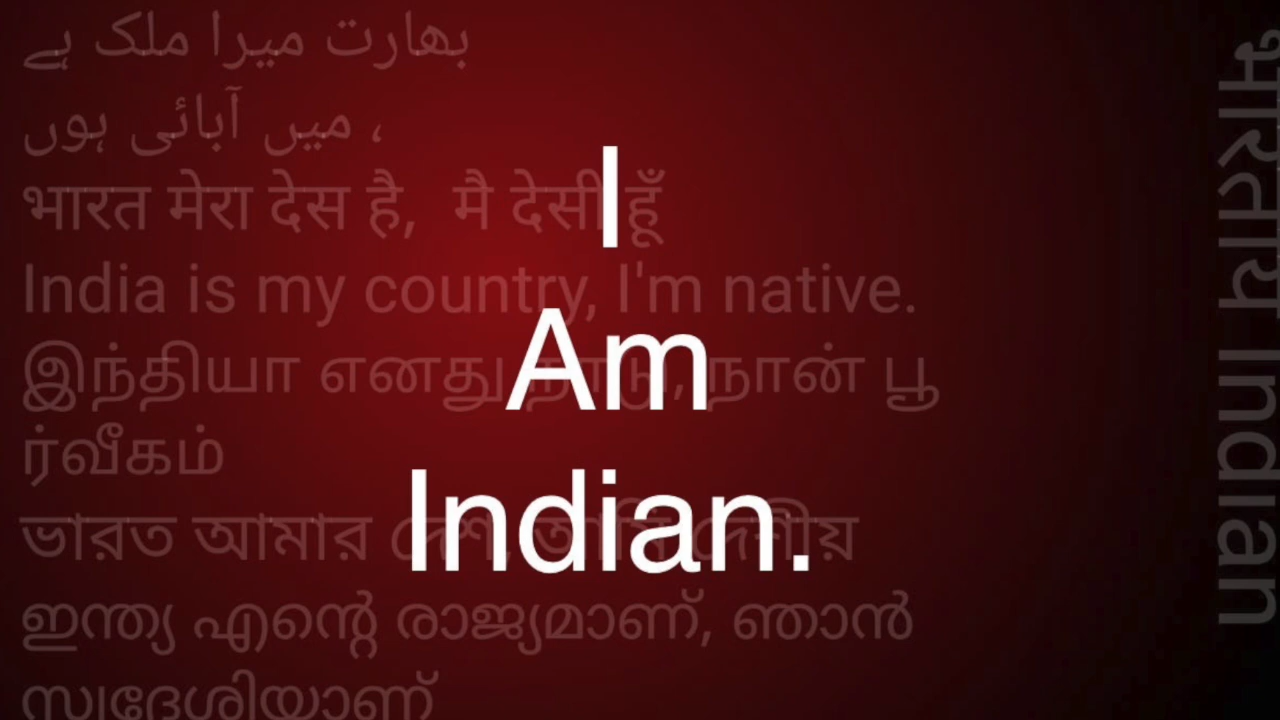 بھارت میرا ملک ہے
، میں آبائی ہوں
भारत मेरा देस है, मै देसी हूँ
India is my country, I'm native.
இந்தியா எனது நாடு, நான் பூ
ர்வீகம்
ভারত আমার দেশ, আমি দেশীয়
ഇന്ത്യ എന്റെ രാജ്യമാണ്, ഞാൻ
സ്വദേശിയാണ്
I
Am
Indian.
भारतीय Indian